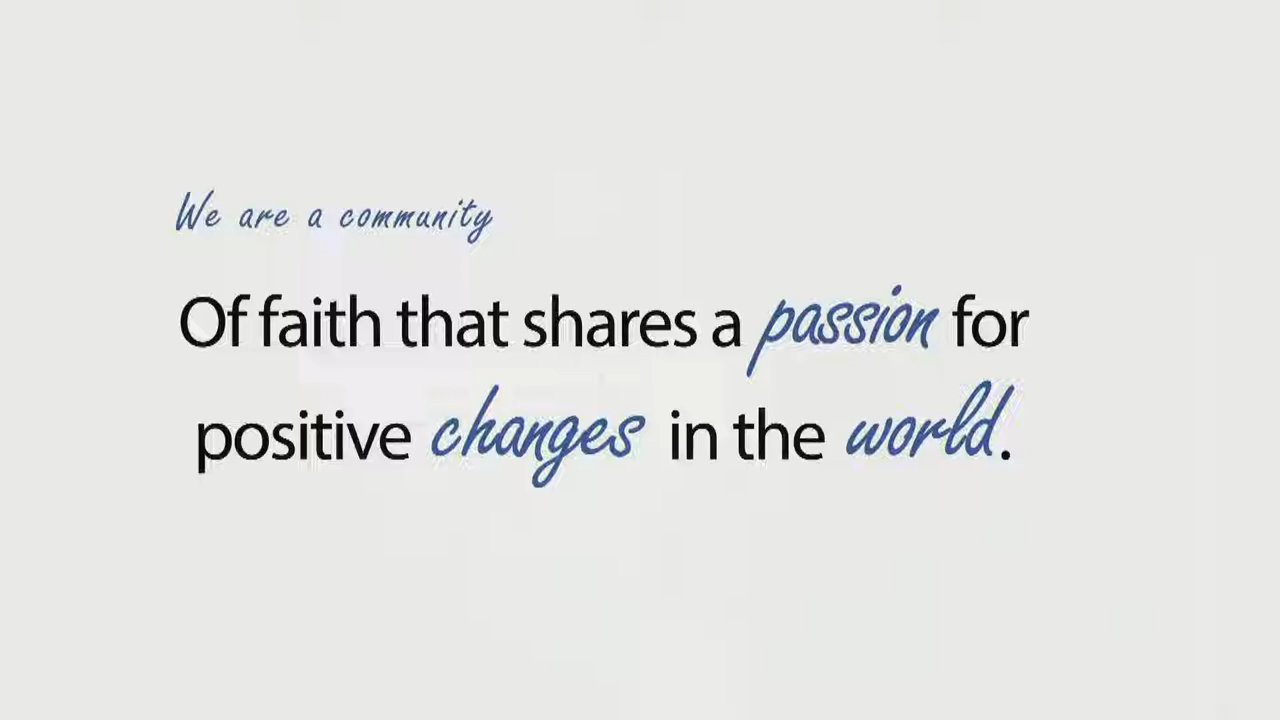 We are a community
Of faith that shares a passion for
positive changes in the world.